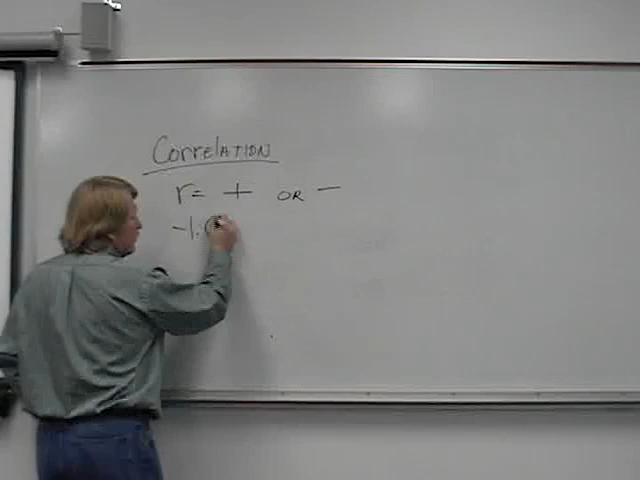 Correlation
r= + OR −
-1.0